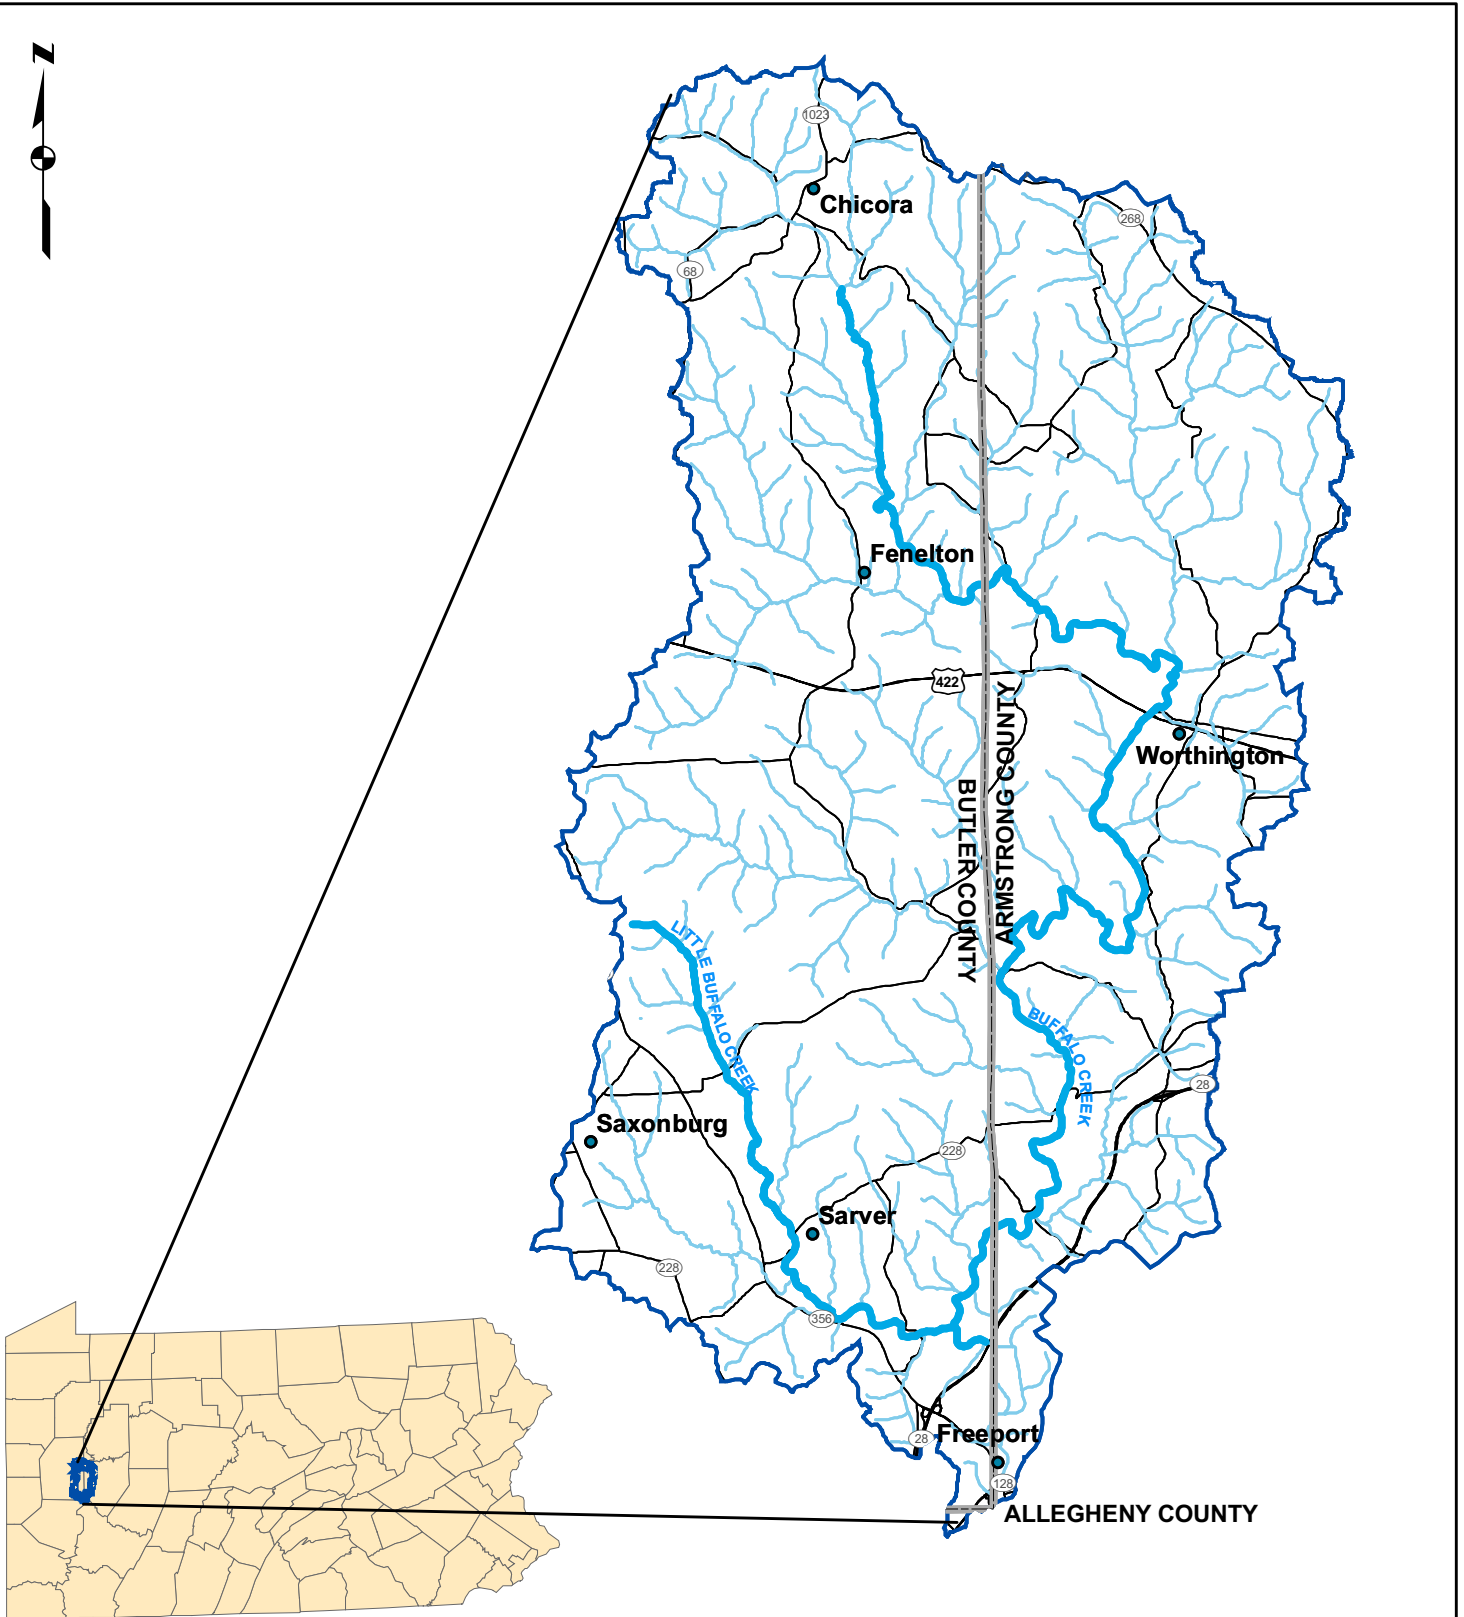 N
1023
Chicora
268
68
Fenelton
422
Worthington
ARMSTRONG COUNTY
BUTLER COUNTY
LITTLE BUFFALO CREEK
BUFFALO CREEK
28
Saxonburg
228
Sarver
228
356
Freeport
28
128
ALLEGHENY COUNTY